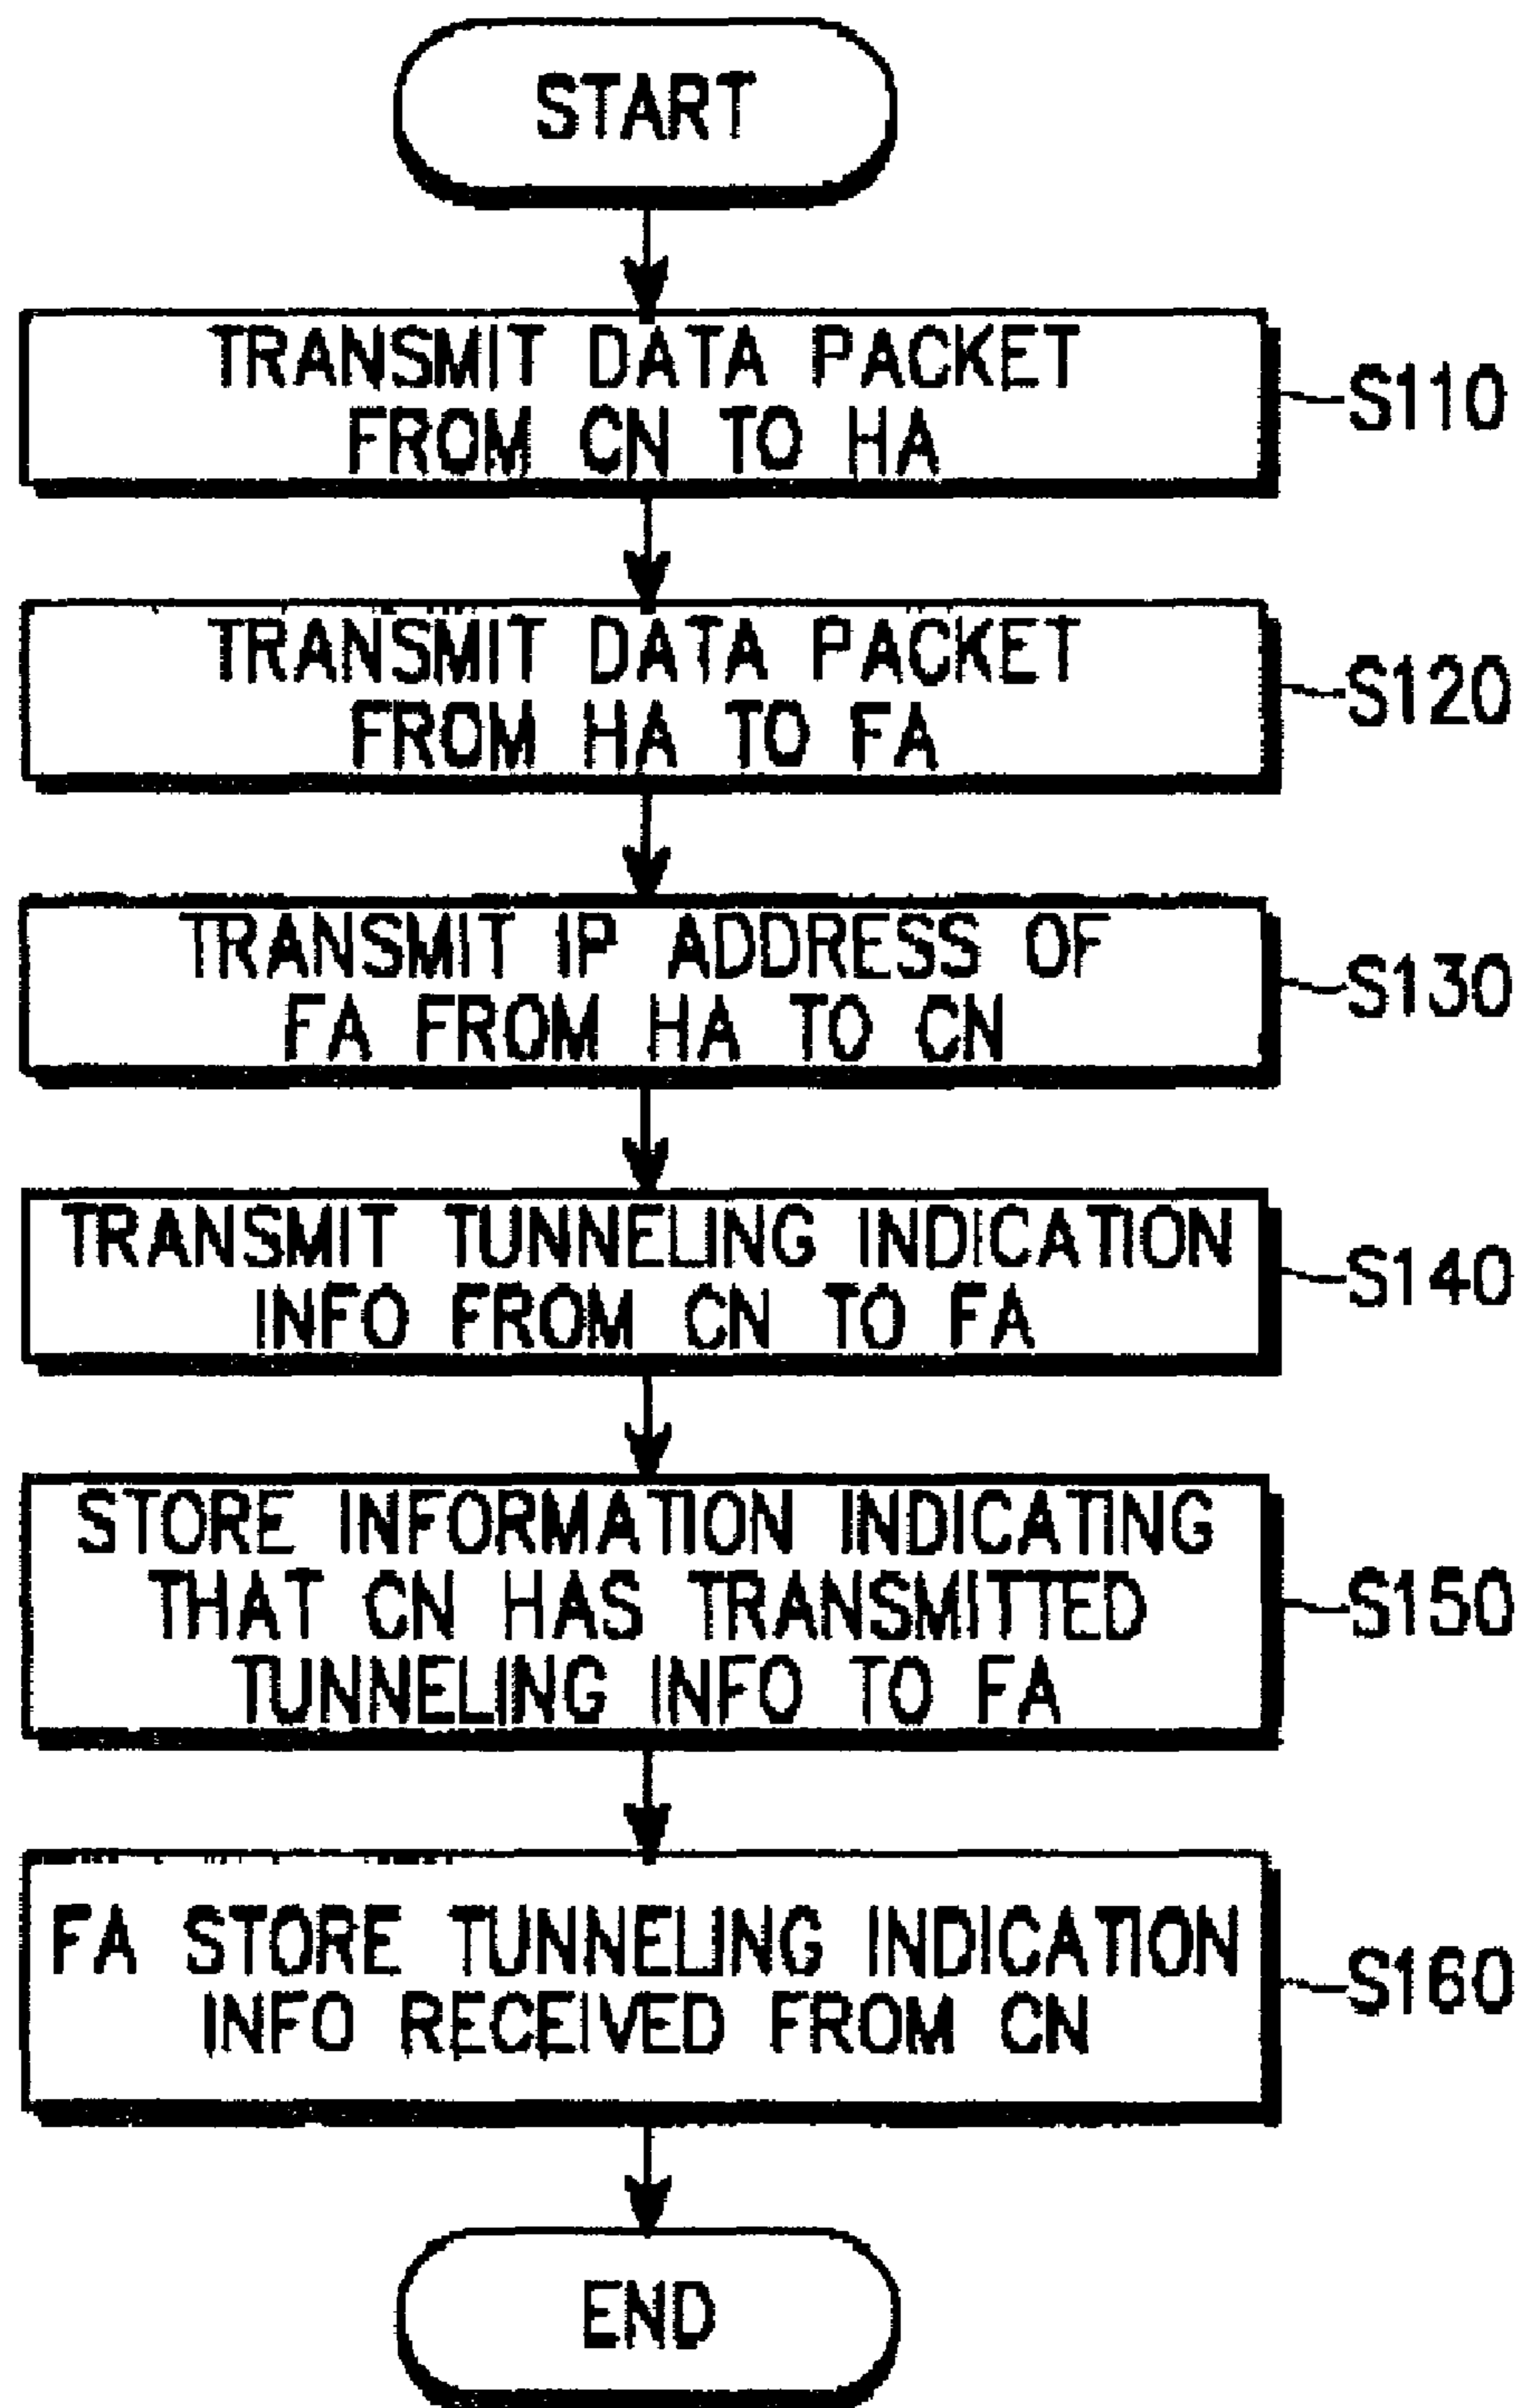 START
TRANSMIT DATA PACKET
FROM CN TO HA
S110
TRANSMIT DATA PACKET
FROM HA TO FA
S120
TRANSMIT IP ADDRESS OF
FA FROM HA TO CN
S130
TRANSMIT TUNNELING INDICATION
INFO FROM CN TO FA
S140
STORE INFORMATION INDICATING
THAT CN HAS TRANSMITTED
TUNNELING INFO TO FA
S150
FA STORE TUNNELING INDICATION
INFO RECEIVED FROM CN
S160
END